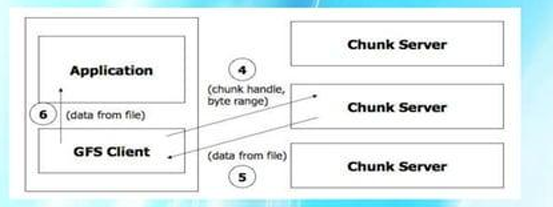 Application
6
(data from file)
GFS Client
4
(chunk handle,
byte range)
(data from file)
5
Chunk Server
Chunk Server
Chunk Server